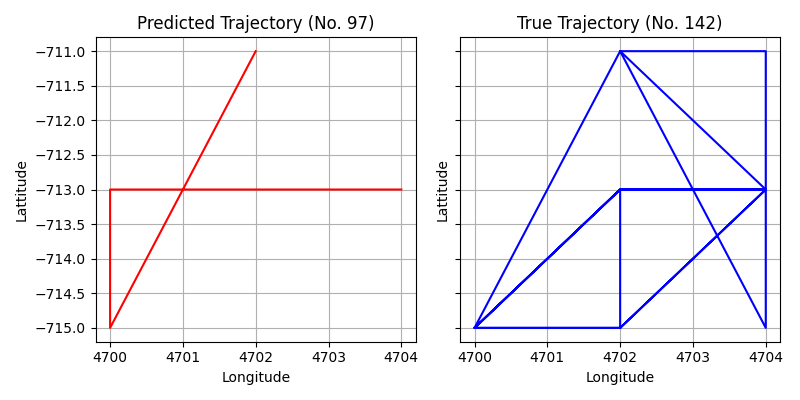 Predicted Trajectory (No. 97)
True Trajectory (No. 142)
Lattitude
−711.0
−711.5
−712.0
−712.5
−713.0
−713.5
−714.0
−714.5
−715.0
4700 4701 4702 4703 4704
Longitude
Lattitude
4700 4701 4702 4703 4704
Longitude